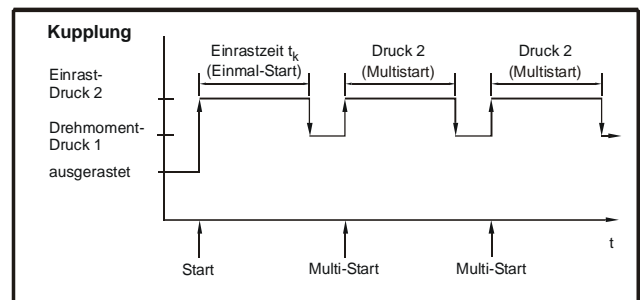 Kupplung
Einrastzeit tk
(Einmal-Start)
Druck 2
(Multistart)
Druck 2
(Multistart)
Einrast-
Druck 2
Drehmoment-
Druck 1
ausgerastet
t
Start
Multi-Start
Multi-Start